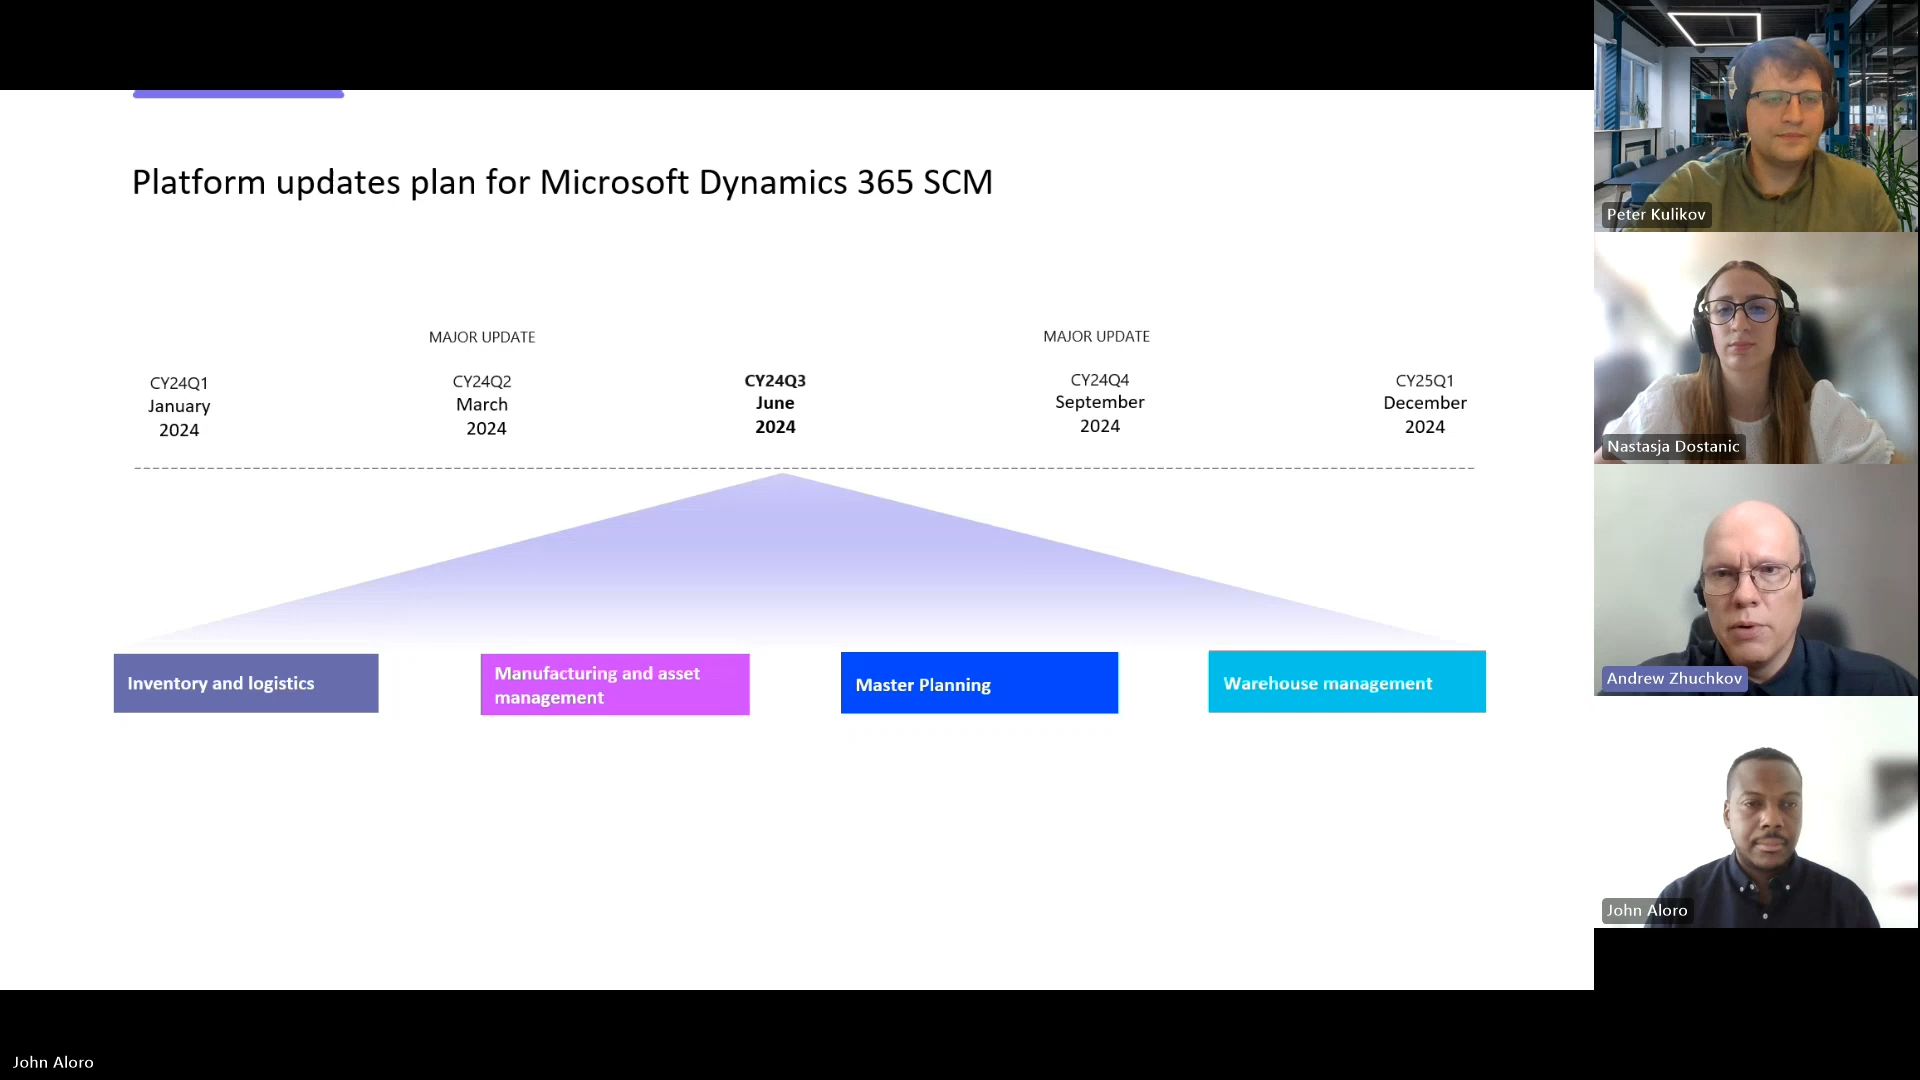 Platform updates plan for Microsoft Dynamics 365 SCM
MAJOR UPDATE
MAJOR UPDATE
CY24Q1
January
2024
CY24Q2
March
2024
CY24Q3
June
2024
CY24Q4
September
2024
CY25Q1
December
2024
Inventory and logistics
Manufacturing and asset
management
Master Planning
Warehouse management
Peter Kulikov
Nastasja Dostanic
Andrew Zhuchkov
John Aloro
John Aloro